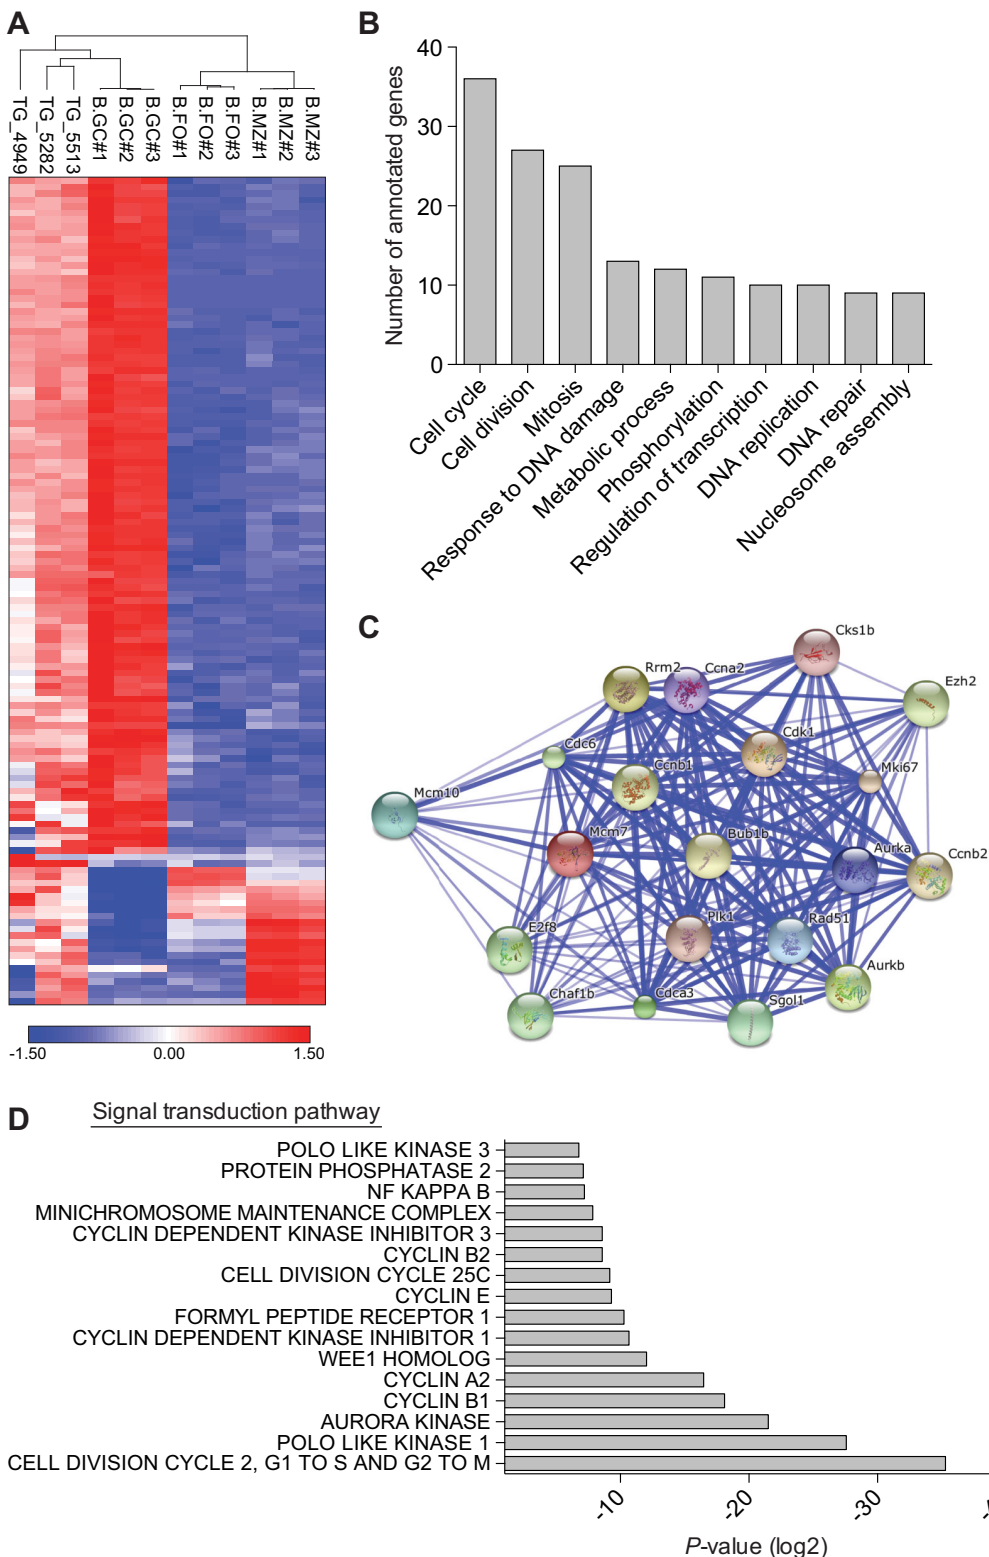 A
TG_4949
TG_5282
TG_5513
B.GC#1
B.GC#2
B.GC#3
B.FO#1
B.FO#2
B.FO#3
B.MZ#1
B.MZ#2
B.MZ#3
-1.50 0.00 1.50
B
Number of annotated genes
40
30
20
10
0
Cell cycle
Cell division
Mitosis
Response to DNA damage
Metabolic process
Phosphorylation
Regulation of transcription
DNA replication
DNA repair
Nucleosome assembly
C
Cks1b
Rrm2
Ccna2
Ezh2
Cdc6
Cdk1
Ccnb1
Mki67
Mcm10
Mcm7
Bub1b
Aurka
Ccnb2
E2f8
Plk1
Rad51
Aurkb
Chaf1b
Cdca3
Sgol1
D
Signal transduction pathway
POLO LIKE KINASE 3
PROTEIN PHOSPHATASE 2
NF KAPPA B
MINICHROMOSOME MAINTENANCE COMPLEX
CYCLIN DEPENDENT KINASE INHIBITOR 3
CYCLIN B2
CELL DIVISION CYCLE 25C
CYCLIN E
FORMYL PEPTIDE RECEPTOR 1
CYCLIN DEPENDENT KINASE INHIBITOR 1
WEE1 HOMOLOG
CYCLIN A2
CYCLIN B1
AURORA KINASE
POLO LIKE KINASE 1
CELL DIVISION CYCLE 2, G1 TO S AND G2 TO M
-10
-20
-30
P-value (log2)